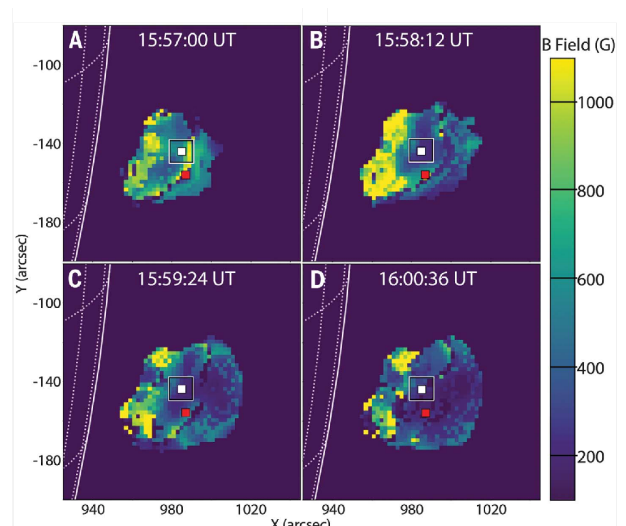 A 15:57:00 UT
B 15:58:12 UT
B Field (G)
-100
-140
-180
1000
800
600
400
200
Y (arcsec)
C 15:59:24 UT
D 16:00:36 UT
-100
-140
-180
940 980 1020
940 980 1020
X (arcsec)